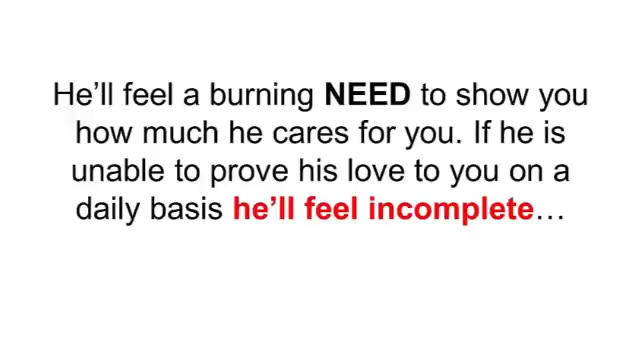 He’ll feel a burning NEED to show you
how much he cares for you. If he is
unable to prove his love to you on a
daily basis he’ll feel incomplete…